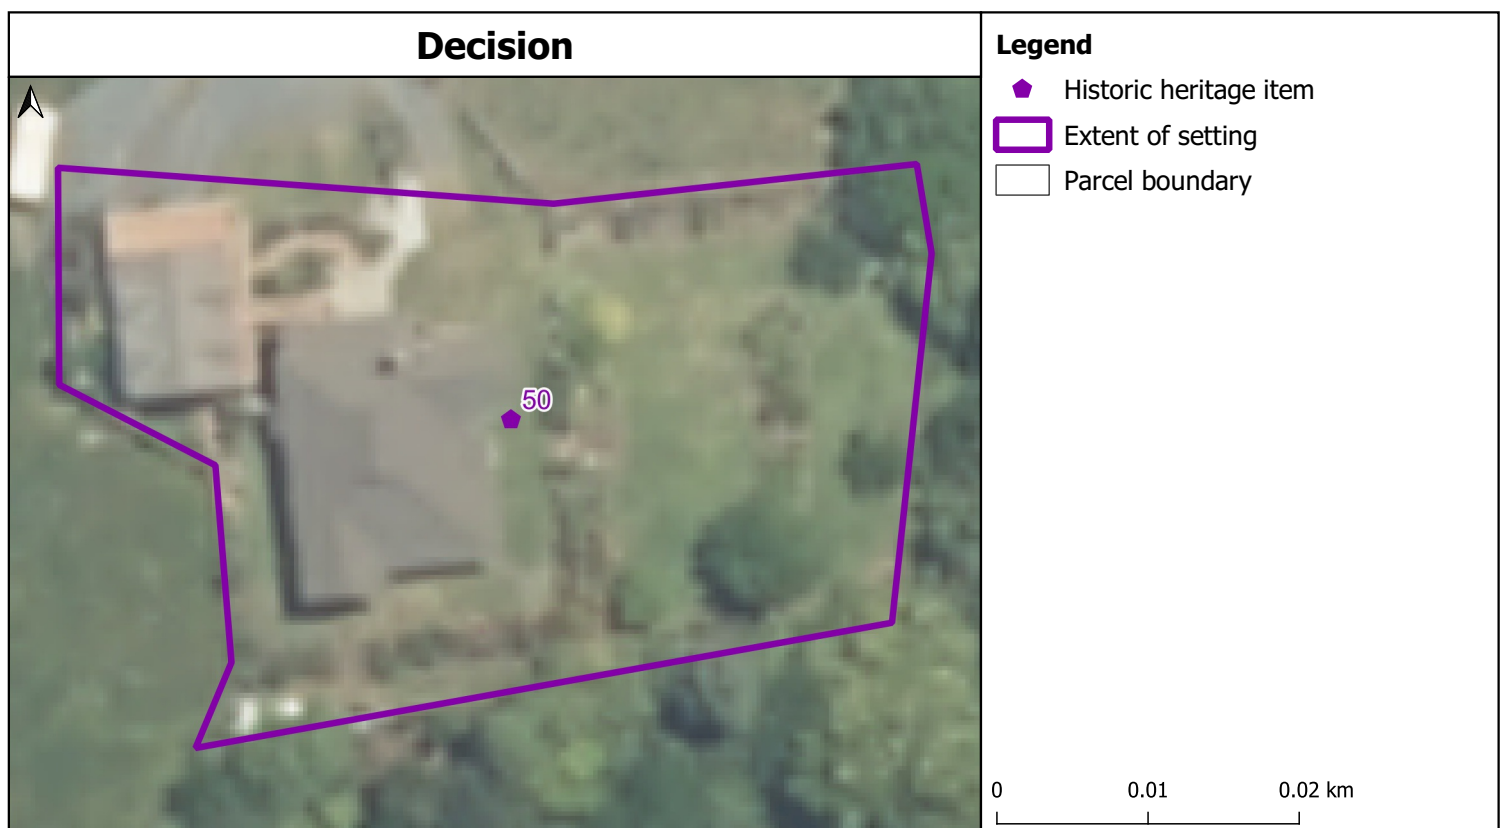 Decision
50
Legend
Historic heritage item
Extent of setting
Parcel boundary
0 0.01 0.02 km